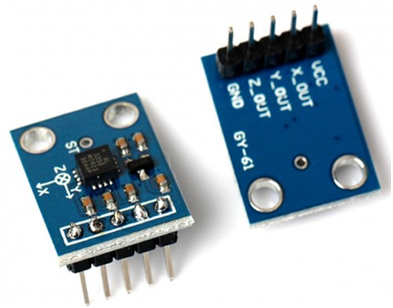 VCC
X_OUT
Y_OUT
Z_OUT
GND
GY-61
ST
X
Y
Z